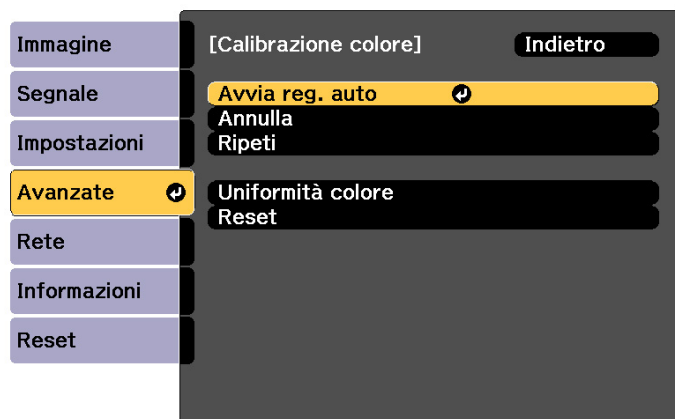 Immagine
Segnale
Impostazioni
Avanzate
Rete
Informazioni
Reset
[Calibrazione colore]
Indietro
Avvia reg. auto
Annulla
Ripeti
Uniformità colore
Reset